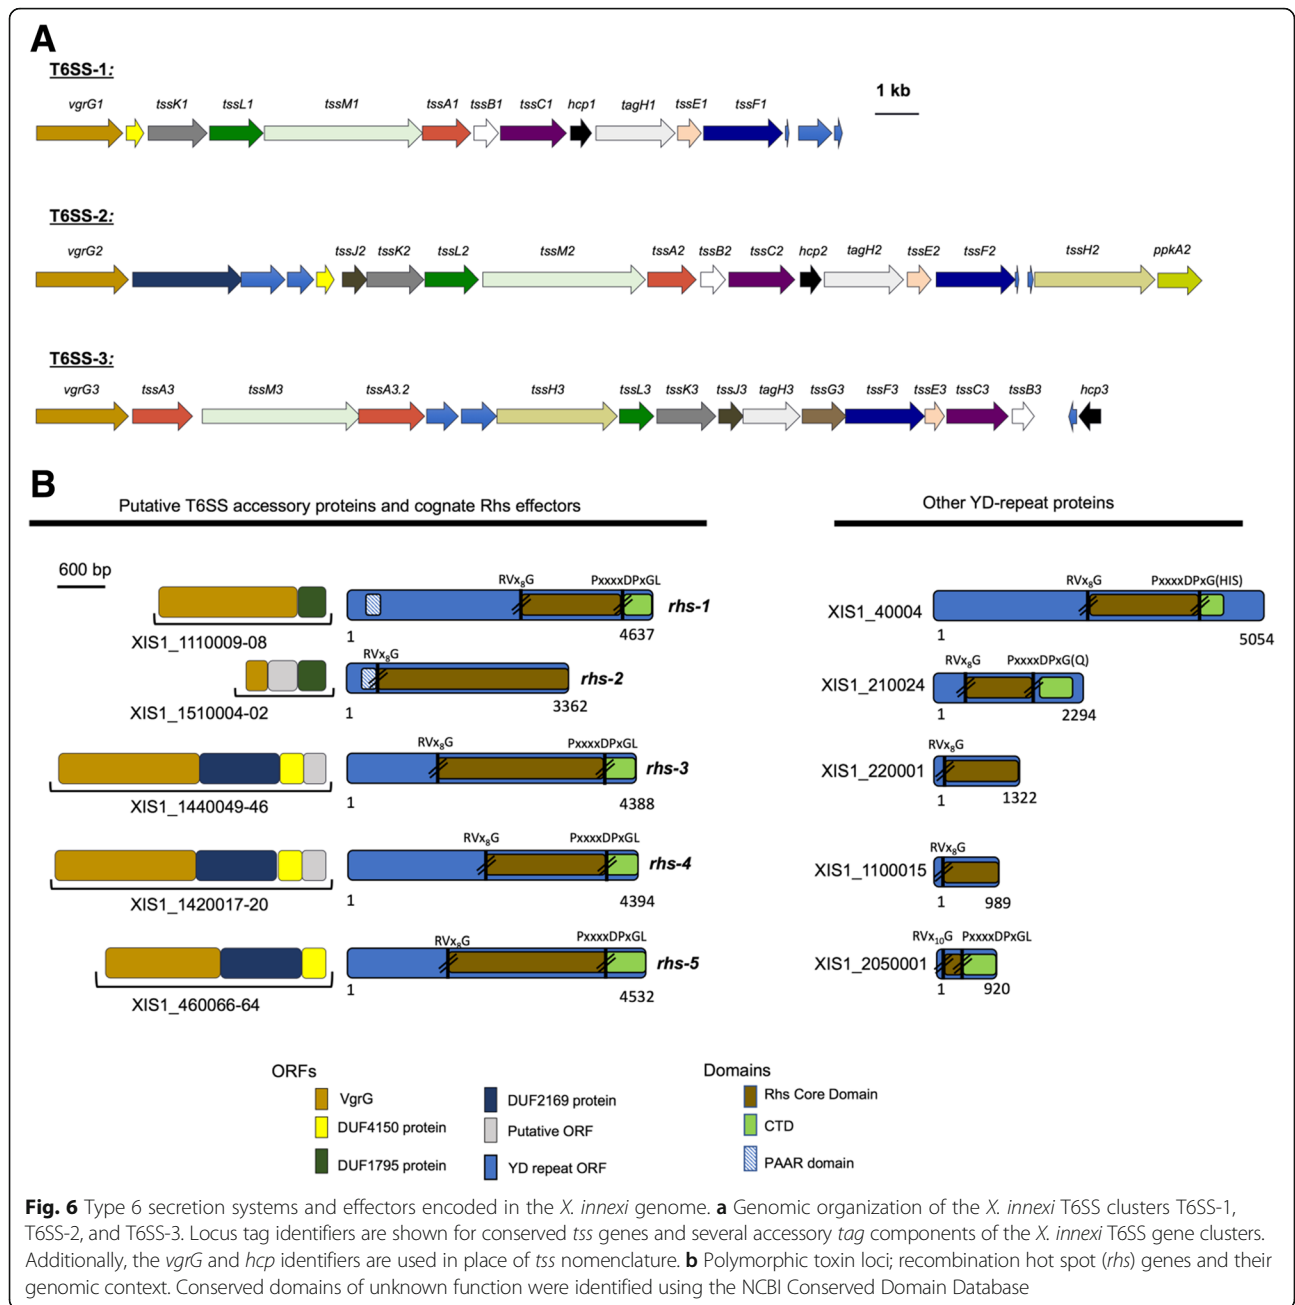 A
T6SS-1:
vgrG1 tssK1 tssL1 tssM1 tssA1 tssB1 tssC1 hcp1 tagH1 tssE1 tssF1
1 kb
T6SS-2:
vgrG2 tssJ2 tssK2 tssL2 tssM2 tssA2 tssB2 tssC2 hcp2 tagH2 tssE2 tssF2 tssH2 ppkA2
T6SS-3:
vgrG3 tssA3 tssM3 tssA3.2 tssH3 tssL3 tssK3 tssJ3 tagH3 tssG3 tssF3 tssE3 tssC3 tssB3 hcp3
B
Putative T6SS accessory proteins and cognate Rhs effectors
600 bp
XIS1_1110009-08
RVx8G PxxxxDPxGL
rhs-1
1 4637
XIS1_1510004-02
RVx8G
rhs-2
1 3362
XIS1_1440049-46
RVx8G PxxxxDPxGL
rhs-3
1 4388
XIS1_1420017-20
RVx8G PxxxxDPxGL
rhs-4
1 4394
XIS1_460066-64
RVx8G PxxxxDPxGL
rhs-5
1 4532
Other YD-repeat proteins
RVx8G PxxxxDPxG(HIS)
XIS1_40004
1 5054
RVx8G PxxxxDPxG(Q)
XIS1_210024
1 2294
RVx8G
XIS1_220001
1 1322
RVx8G
XIS1_1100015
1 989
RVx10G PxxxxDPxGL
XIS1_2050001
1 920
ORFs
VgrG
DUF4150 protein
DUF1795 protein
DUF2169 protein
Putative ORF
YD repeat ORF
Domains
Rhs Core Domain
CTD
PAAR domain
Fig. 6 Type 6 secretion systems and effectors encoded in the X. innexi genome. a Genomic organization of the X. innexi T6SS clusters T6SS-1,
T6SS-2, and T6SS-3. Locus tag identifiers are shown for conserved tss genes and several accessory tag components of the X. innexi T6SS gene clusters.
Additionally, the vgrG and hcp identifiers are used in place of tss nomenclature. b Polymorphic toxin loci; recombination hot spot (rhs) genes and their
genomic context. Conserved domains of unknown function were identified using the NCBI Conserved Domain Database